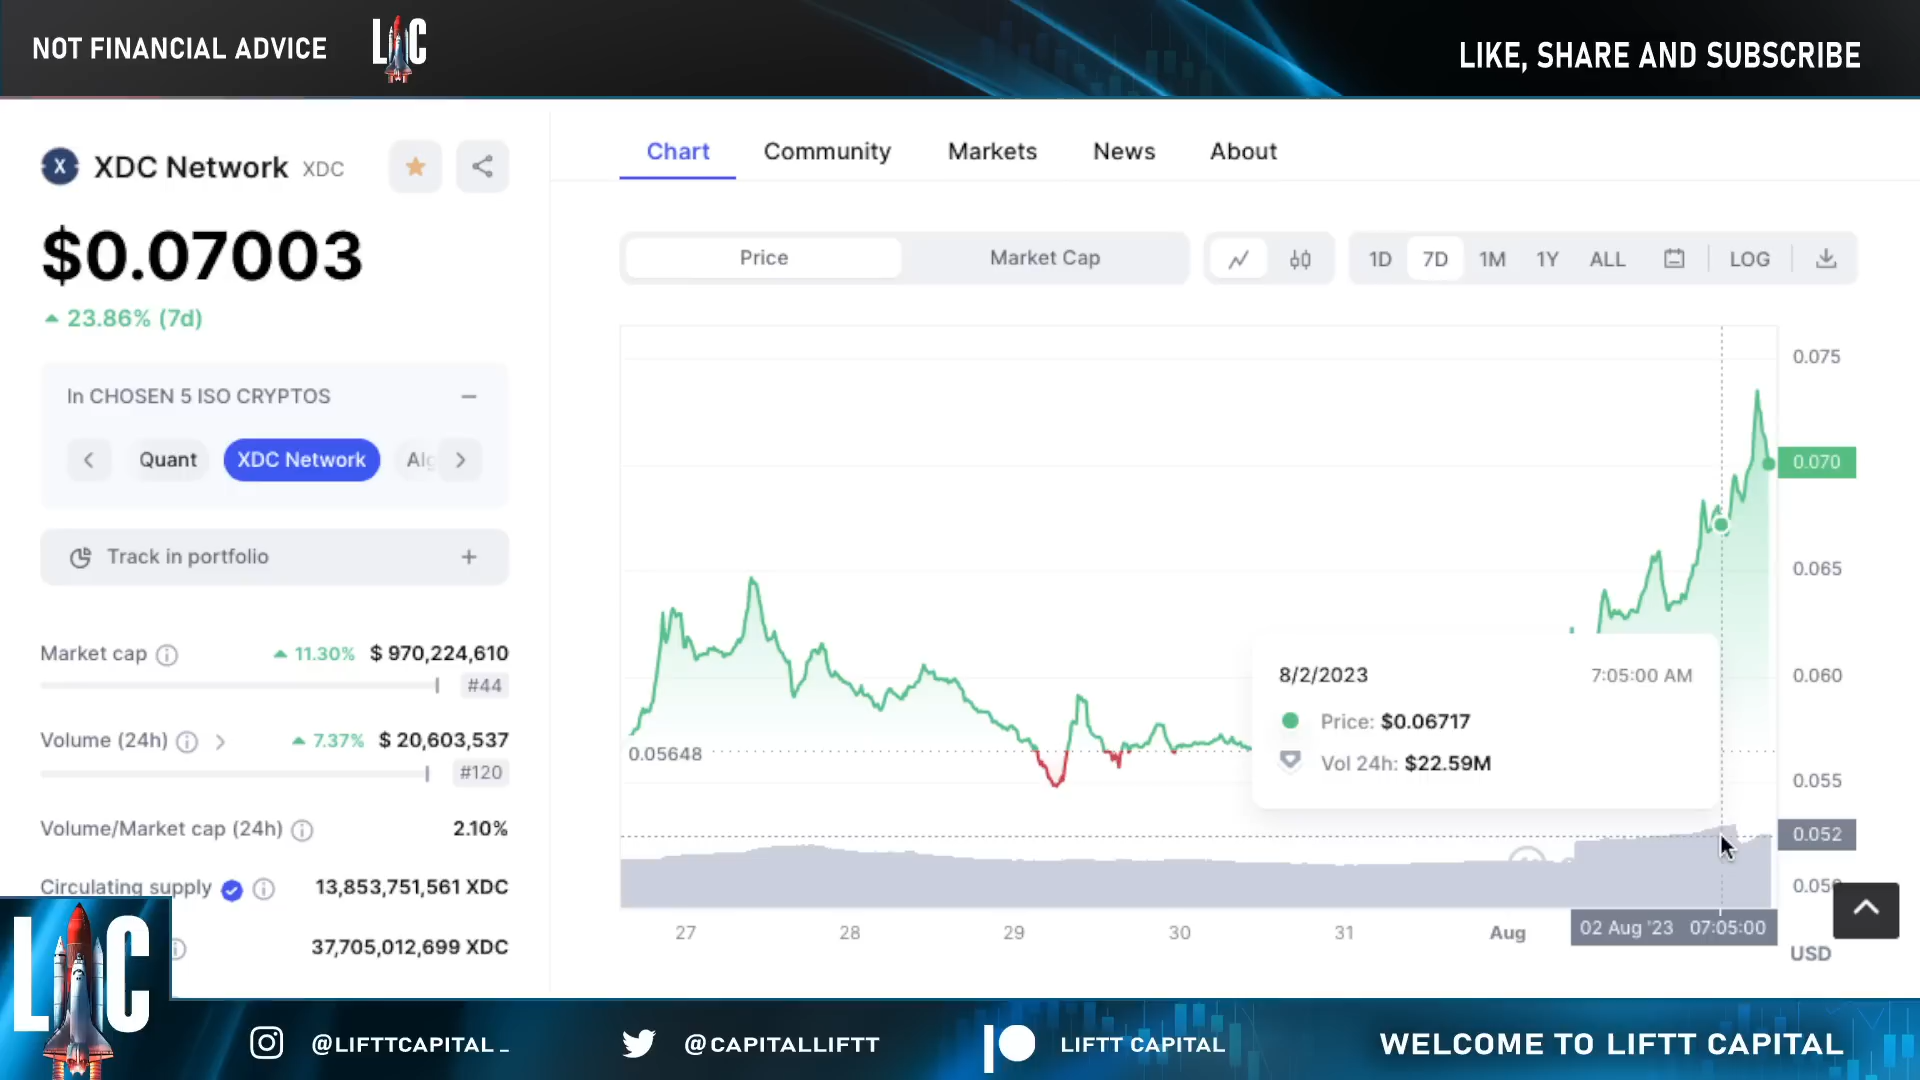 NOT FINANCIAL ADVICE
LC
LIKE, SHARE AND SUBSCRIBE
X XDC Network XDC
$0.07003
23.86% (7d)
In CHOSEN 5 ISO CRYPTOS
Quant XDC Network
Track in portfolio +
Market cap 11.30% $ 970,224,610
#44
Volume (24h) 7.37% $ 20,603,537
#120
Volume/Market cap (24h) 2.10%
Circulating supply 13,853,751,561 XDC
37,705,012,699 XDC
Chart Community Markets News About
Price Market Cap 1D 7D 1M 1Y ALL LOG
0.075
0.070
0.065
0.060
0.055
0.052
0.05648
8/2/2023 7:05:00 AM
Price: $0.06717
Vol 24h: $22.59M
27 28 29 30 31 Aug 02 Aug '23 07:05:00
USD
LC
@LIFTTCAPITAL_ @CAPITALLIFTT LIFTT CAPITAL WELCOME TO LIFTT CAPITAL